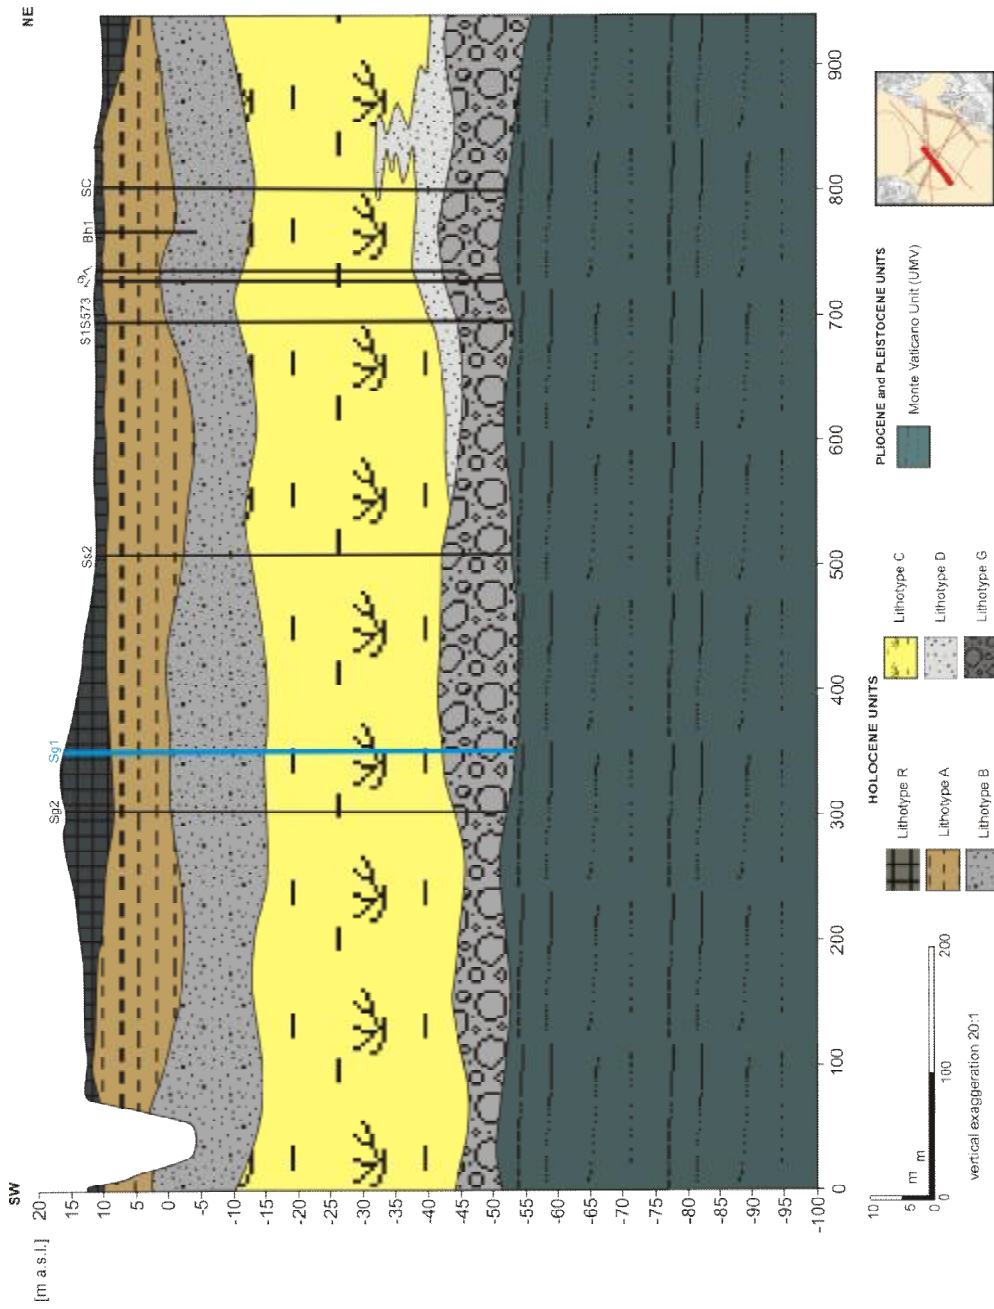 SW
NE
[m a.s.l.]
20
15
10
5
0
-5
-10
-15
-20
-25
-30
-35
-40
-45
-50
-55
-60
-65
-70
-75
-80
-85
-90
-95
-100
Sg2
Sg1
Ss2
S1S573
Bh1
SC
0
100
200
300
400
500
600
700
800
900
10
5
0
m
m
0
100
200
vertical exaggeration 20:1
HOLOCENE UNITS
Lithotype R
Lithotype A
Lithotype B
Lithotype C
Lithotype D
Lithotype G
PLIOCENE and PLEISTOCENE UNITS
Monte Vaticano Unit (UMV)